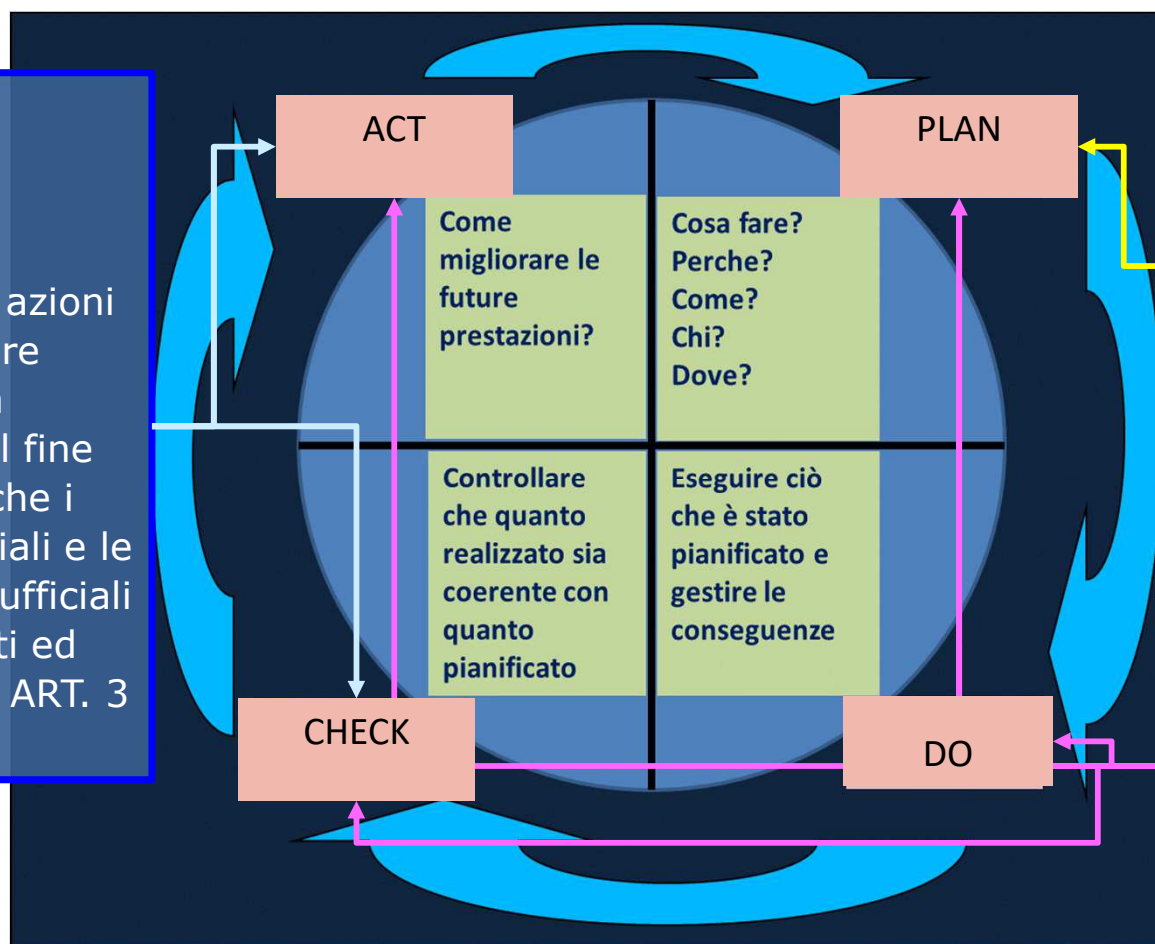 azioni
re
l fine
che i
iali e le
ufficiali
ti ed
ART. 3
ACT
PLAN
Come
migliorare le
future
prestazioni?
Cosa fare?
Perche?
Come?
Chi?
Dove?
Controllare
che quanto
realizzato sia
coerente con
quanto
pianificato
Eseguire ciò
che è stato
pianificato e
gestire le
conseguenze
CHECK
DO